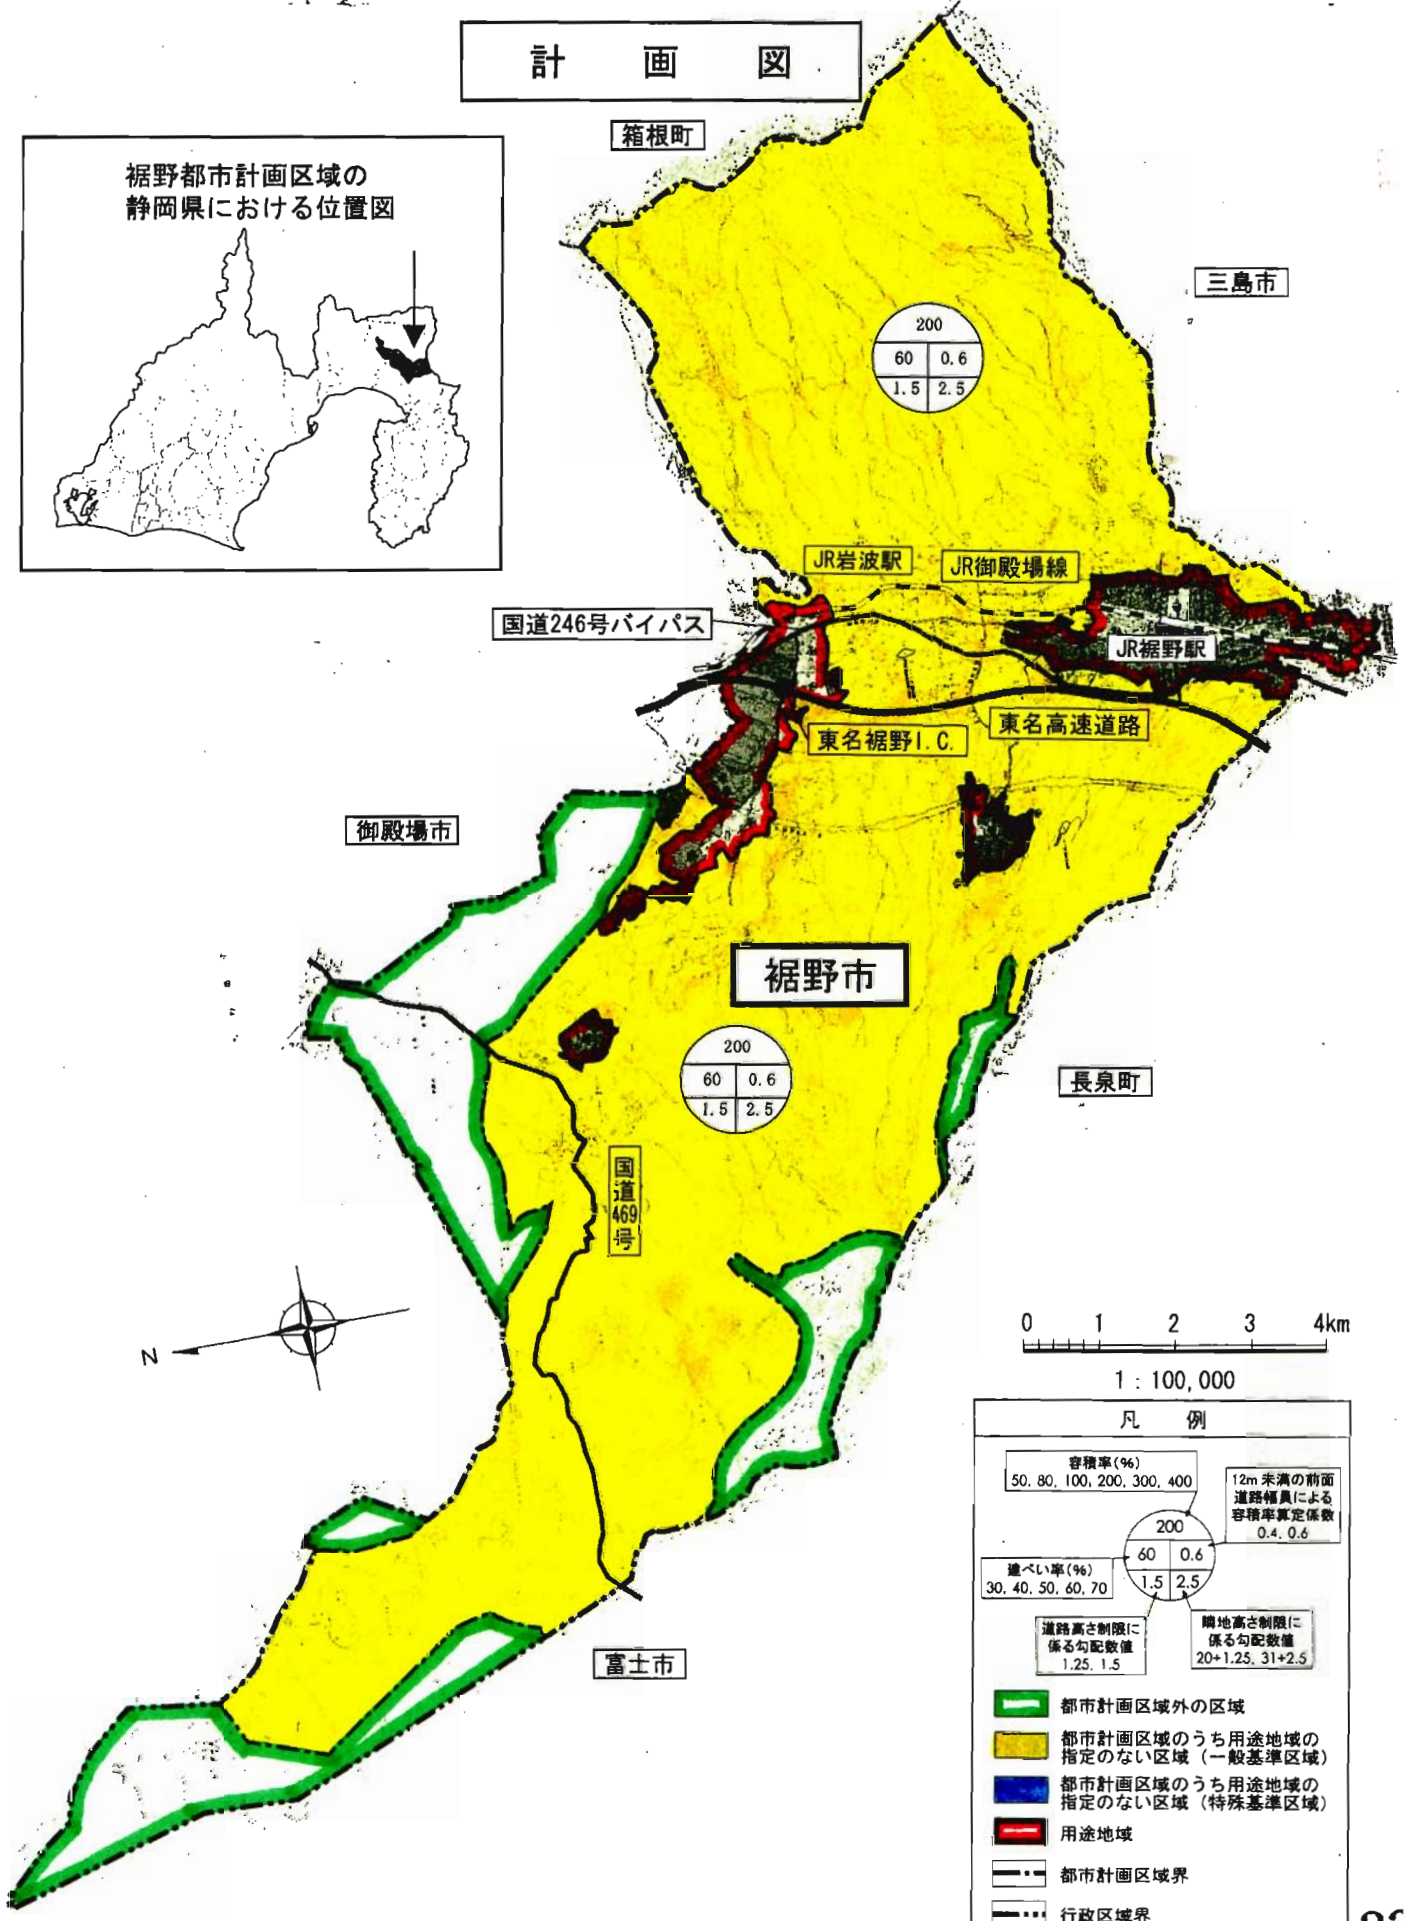 計画図
裾野都市計画区域の
静岡県における位置図
箱根町
三島市
200
60 0.6
1.5 2.5
JR岩波駅
JR御殿場線
国道246号バイパス
JR裾野駅
東名裾野I.C.
東名高速道路
御殿場市
裾野市
200
60 0.6
1.5 2.5
長泉町
国道469号
N
0 1 2 3 4km
1:100,000
富士市
凡例
容積率(%)
50, 80, 100, 200, 300, 400
12m未満の前面
道路幅員による
容積率算定係数
0.4, 0.6
200
60 0.6
1.5 2.5
建ぺい率(%)
30, 40, 50, 60, 70
道路高さ制限に
係る勾配数値
1.25, 1.5
隣地高さ制限に
係る勾配数値
20+1.25, 31+2.5
都市計画区域外の区域
都市計画区域のうち用途地域の
指定のない区域（一般基準区域）
都市計画区域のうち用途地域の
指定のない区域（特殊基準区域）
用途地域
都市計画区域界
行政区域界